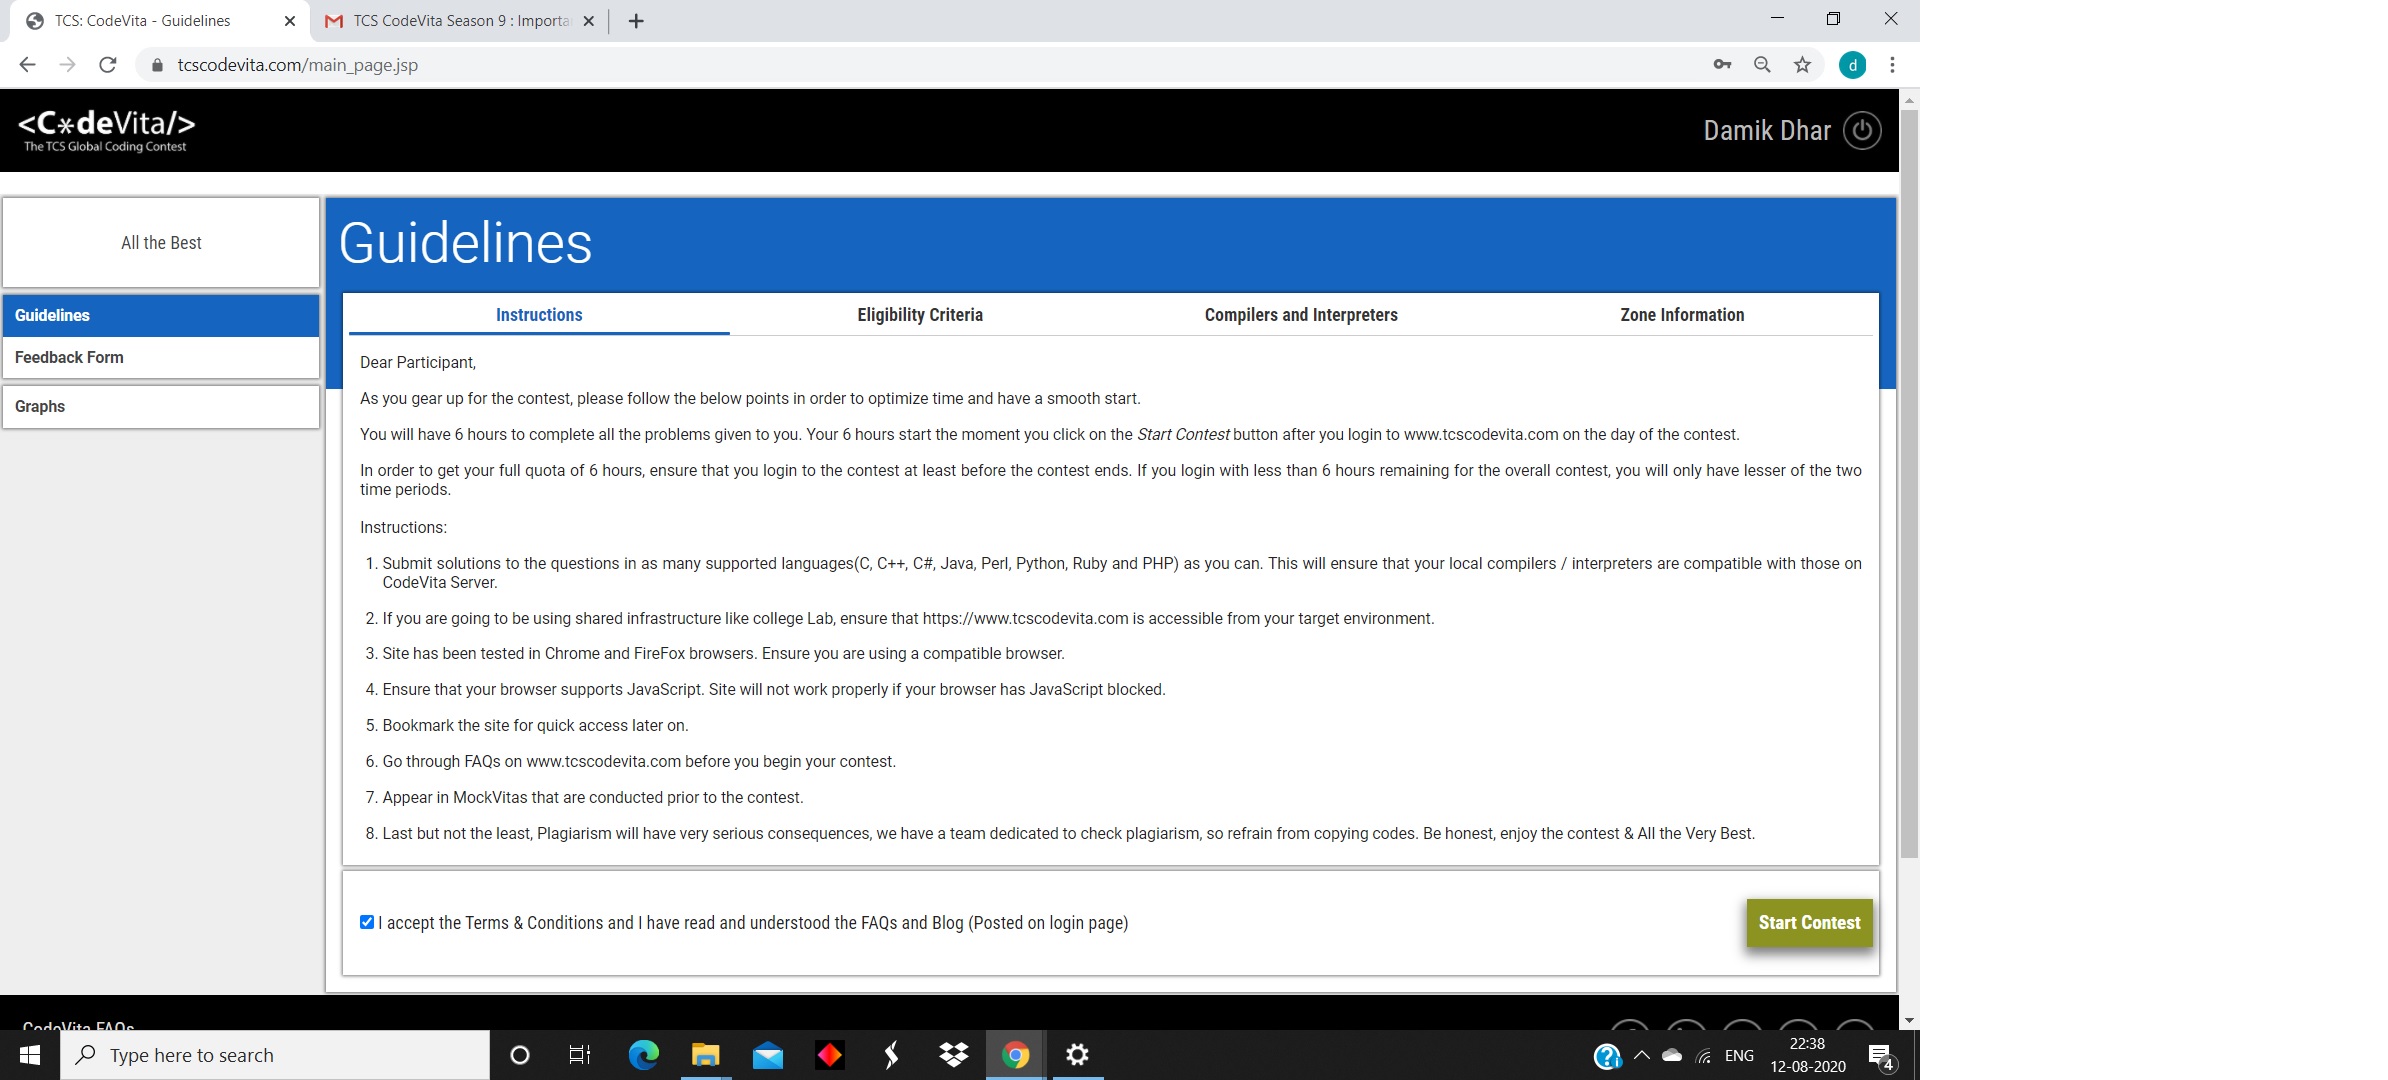 TCS: CodeVita - Guidelines
TCS CodeVita Season 9 : Importa
tcscodevita.com/main_page.jsp
d
<C*deVita/>
The TCS Global Coding Contest
Damik Dhar
All the Best
Guidelines
Feedback Form
Graphs
Guidelines
Instructions Eligibility Criteria Compilers and Interpreters Zone Information
Dear Participant,
As you gear up for the contest, please follow the below points in order to optimize time and have a smooth start.
You will have 6 hours to complete all the problems given to you. Your 6 hours start the moment you click on the Start Contest button after you login to www.tcscodevita.com on the day of the contest.
In order to get your full quota of 6 hours, ensure that you login to the contest at least before the contest ends. If you login with less than 6 hours remaining for the overall contest, you will only have lesser of the two
time periods.
Instructions:
1. Submit solutions to the questions in as many supported languages(C, C++, C#, Java, Perl, Python, Ruby and PHP) as you can. This will ensure that your local compilers / interpreters are compatible with those on
CodeVita Server.
2. If you are going to be using shared infrastructure like college Lab, ensure that https://www.tcscodevita.com is accessible from your target environment.
3. Site has been tested in Chrome and FireFox browsers. Ensure you are using a compatible browser.
4. Ensure that your browser supports JavaScript. Site will not work properly if your browser has JavaScript blocked.
5. Bookmark the site for quick access later on.
6. Go through FAQs on www.tcscodevita.com before you begin your contest.
7. Appear in MockVitas that are conducted prior to the contest.
8. Last but not the least, Plagiarism will have very serious consequences, we have a team dedicated to check plagiarism, so refrain from copying codes. Be honest, enjoy the contest & All the Very Best.
I accept the Terms & Conditions and I have read and understood the FAQs and Blog (Posted on login page)
Start Contest
CodeVita FAQs
Type here to search
ENG
22:38
12-08-2020
4